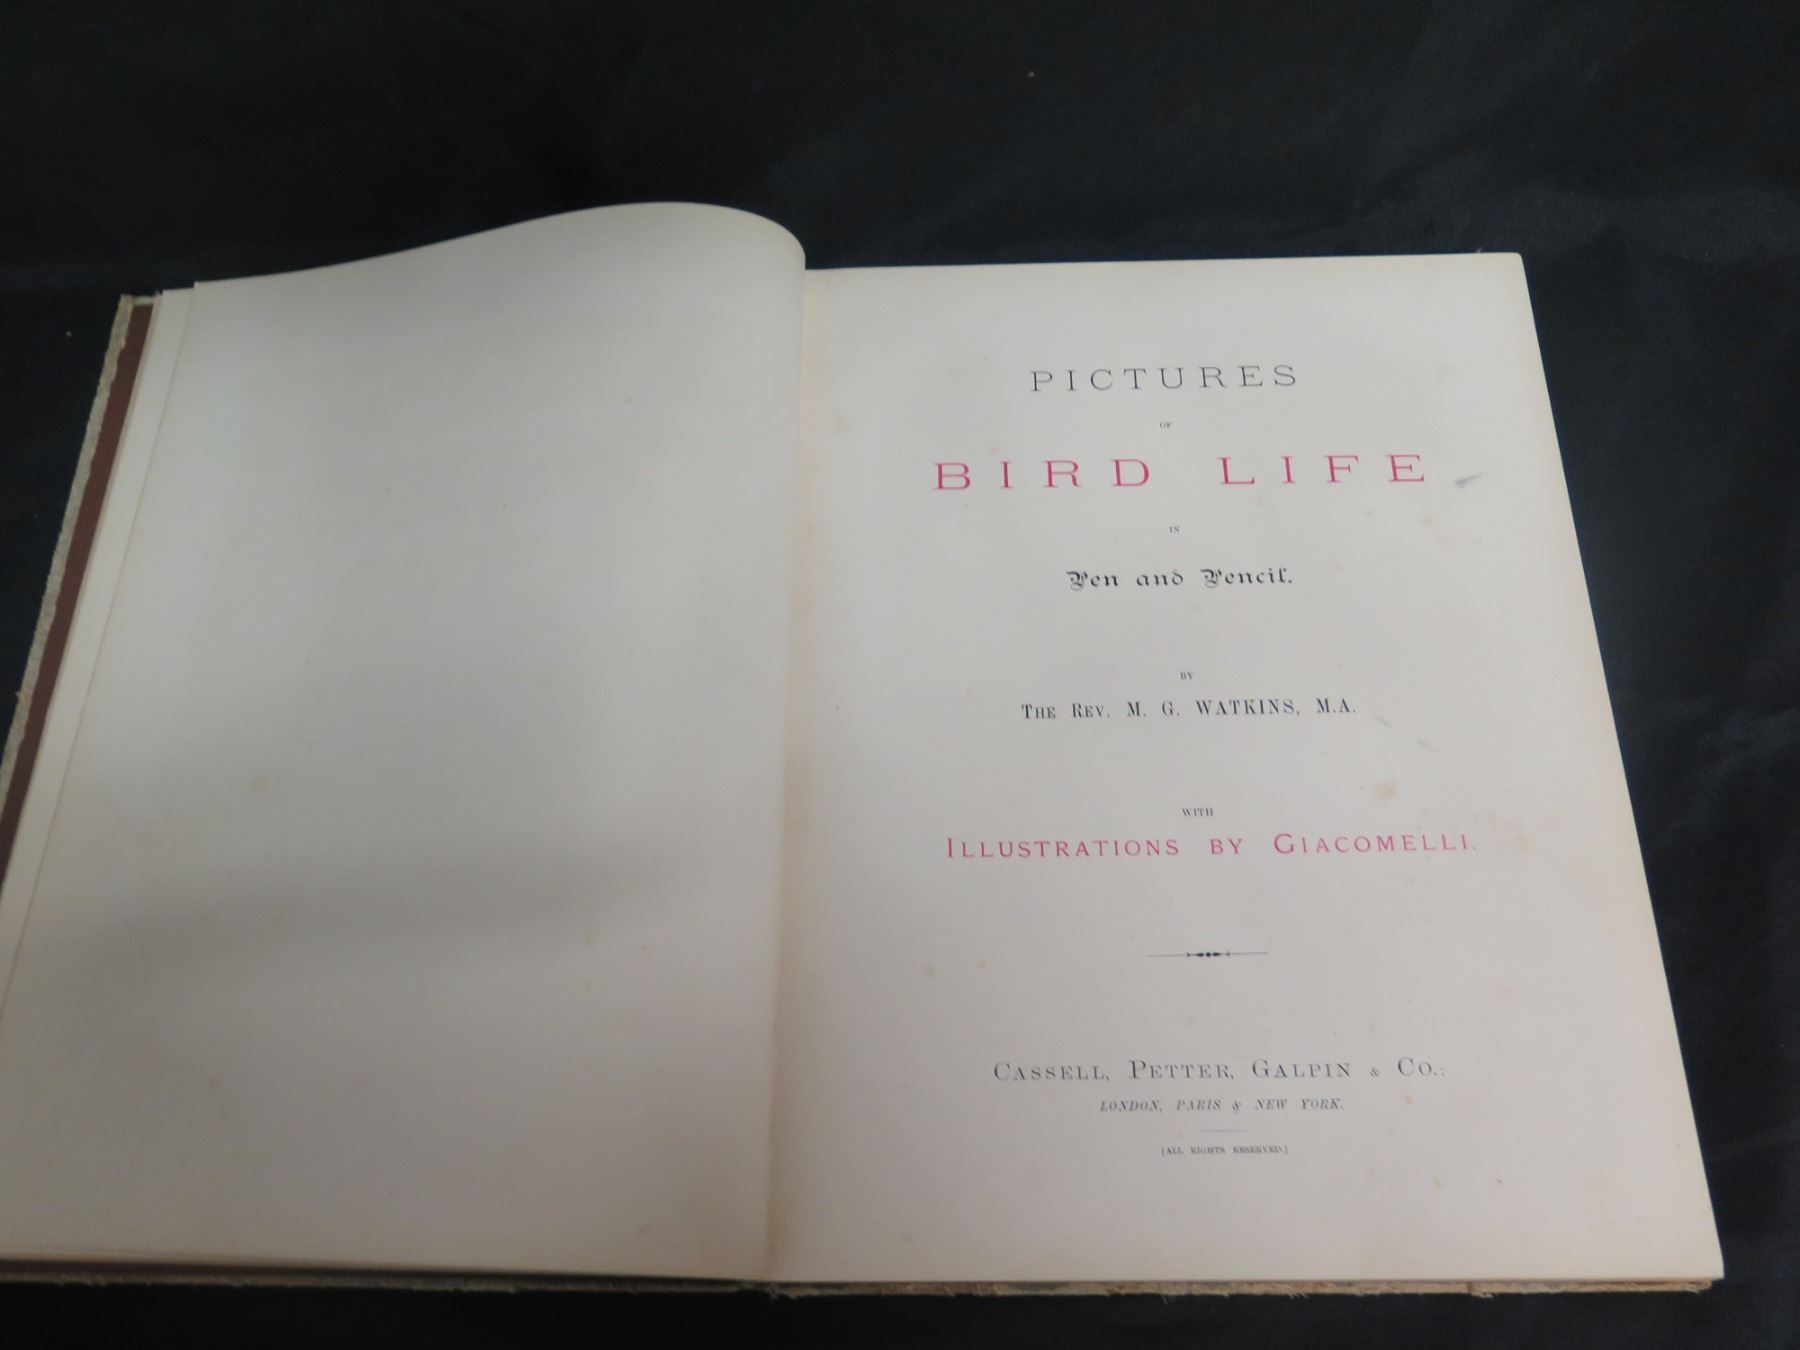 PICTURES
OF
BIRD LIFE
IN
Pen and Pencil.
BY
THE REV. M. G. WATKINS, M.A.
WITH
ILLUSTRATIONS BY GIACOMELLI.
CASSELL, PETTER, GALPIN & CO.:
LONDON, PARIS & NEW YORK.
[ALL RIGHTS RESERVED.]